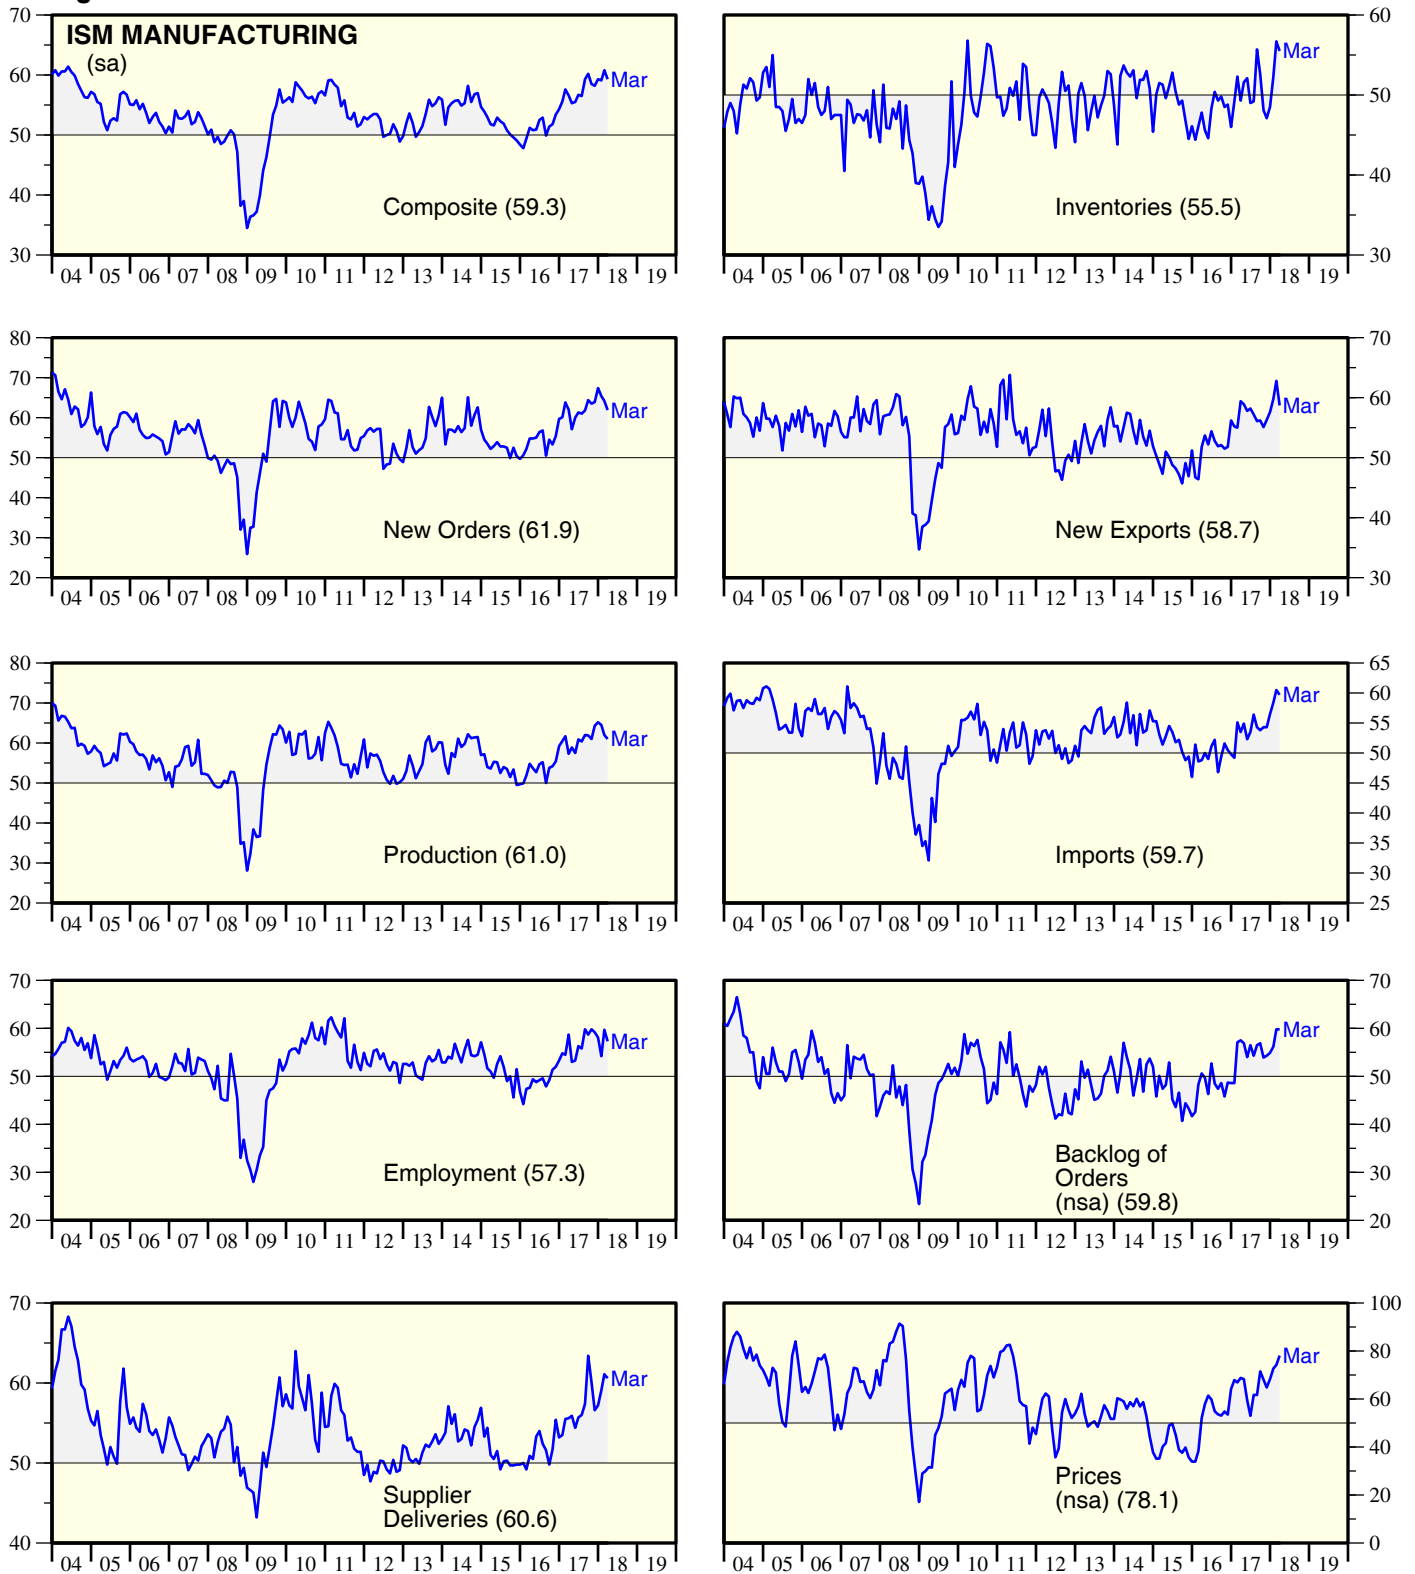 ISM MANUFACTURING
(sa)
70
60
50
40
30
Mar
Composite (59.3)
04 05 06 07 08 09 10 11 12 13 14 15 16 17 18 19
60
50
40
30
Mar
Inventories (55.5)
04 05 06 07 08 09 10 11 12 13 14 15 16 17 18 19
80
70
60
50
40
30
20
Mar
New Orders (61.9)
04 05 06 07 08 09 10 11 12 13 14 15 16 17 18 19
70
60
50
40
30
Mar
New Exports (58.7)
04 05 06 07 08 09 10 11 12 13 14 15 16 17 18 19
80
70
60
50
40
30
20
Mar
Production (61.0)
04 05 06 07 08 09 10 11 12 13 14 15 16 17 18 19
65
60
55
50
45
40
35
30
25
Mar
Imports (59.7)
04 05 06 07 08 09 10 11 12 13 14 15 16 17 18 19
70
60
50
40
30
20
Mar
Employment (57.3)
04 05 06 07 08 09 10 11 12 13 14 15 16 17 18 19
70
60
50
40
30
20
Mar
Backlog of
Orders
(nsa) (59.8)
04 05 06 07 08 09 10 11 12 13 14 15 16 17 18 19
70
60
50
40
Mar
Supplier
Deliveries (60.6)
04 05 06 07 08 09 10 11 12 13 14 15 16 17 18 19
100
80
60
40
20
0
Mar
Prices
(nsa) (78.1)
04 05 06 07 08 09 10 11 12 13 14 15 16 17 18 19